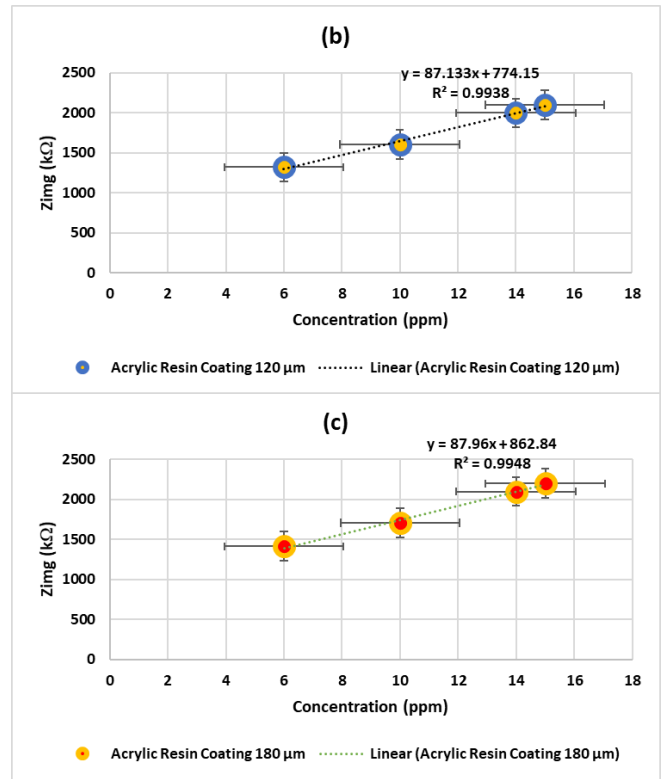 (b)
y = 87.133x + 774.15
R² = 0.9938
2500
2000
1500
1000
500
0
Zimg (kΩ)
0 2 4 6 8 10 12 14 16 18
Concentration (ppm)
Acrylic Resin Coating 120 μm Linear (Acrylic Resin Coating 120 μm)
(c)
y = 87.96x + 862.84
R² = 0.9948
2500
2000
1500
1000
500
0
Zimg (kΩ)
0 2 4 6 8 10 12 14 16 18
Concentration (ppm)
Acrylic Resin Coating 180 μm Linear (Acrylic Resin Coating 180 μm)